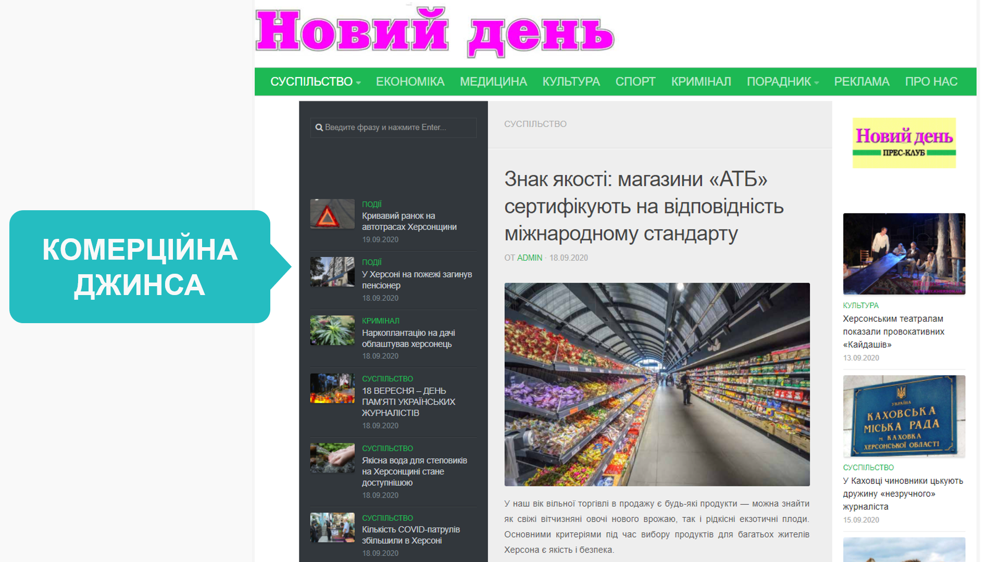 Новий день
СУСПІЛЬСТВО ЕКОНОМІКА МЕДИЦИНА КУЛЬТУРА СПОРТ КРИМІНАЛ ПОРАДНИК РЕКЛАМА ПРО НАС
КОМЕРЦІЙНА
ДЖИНСА
Введите фразу и нажмите Enter...
ПОДІЇ
Кривавий ранок на
автотрасах Херсонщини
19.09.2020
ПОДІЇ
У Херсоні на пожежі загинув
пенсіонер
18.09.2020
КРИМІНАЛ
Наркоплантацію на дачі
облаштував херсонець
18.09.2020
СУСПІЛЬСТВО
18 ВЕРЕСНЯ – ДЕНЬ
ПАМ'ЯТІ УКРАЇНСЬКИХ
ЖУРНАЛІСТІВ
18.09.2020
СУСПІЛЬСТВО
Якісна вода для степовиків
на Херсонщині стане
доступнішою
18.09.2020
СУСПІЛЬСТВО
Кількість COVID-патрулів
збільшили в Херсоні
18.09.2020
СУСПІЛЬСТВО
Знак якості: магазини «АТБ»
сертифікують на відповідність
міжнародному стандарту
ОТ ADMIN · 18.09.2020
У наш вік вільної торгівлі в продажу є будь-які продукти — можна знайти
як свіжі вітчизняні овочі нового врожаю, так і рідкісні екзотичні плоди.
Основними критеріями під час вибору продуктів для багатьох жителів
Херсона є якість і безпека.
Новий день
ПРЕС-КЛУБ
КУЛЬТУРА
Херсонським театралам
показали провокативних
«Кайдашів»
13.09.2020
УКРАЇНА
КАХОВСЬКА
МІСЬКА РАДА
м. КАХОВКА
ХЕРСОНСЬКОЇ ОБЛАСТІ
СУСПІЛЬСТВО
У Каховці чиновники цькують
дружину «незручного»
журналіста
15.09.2020